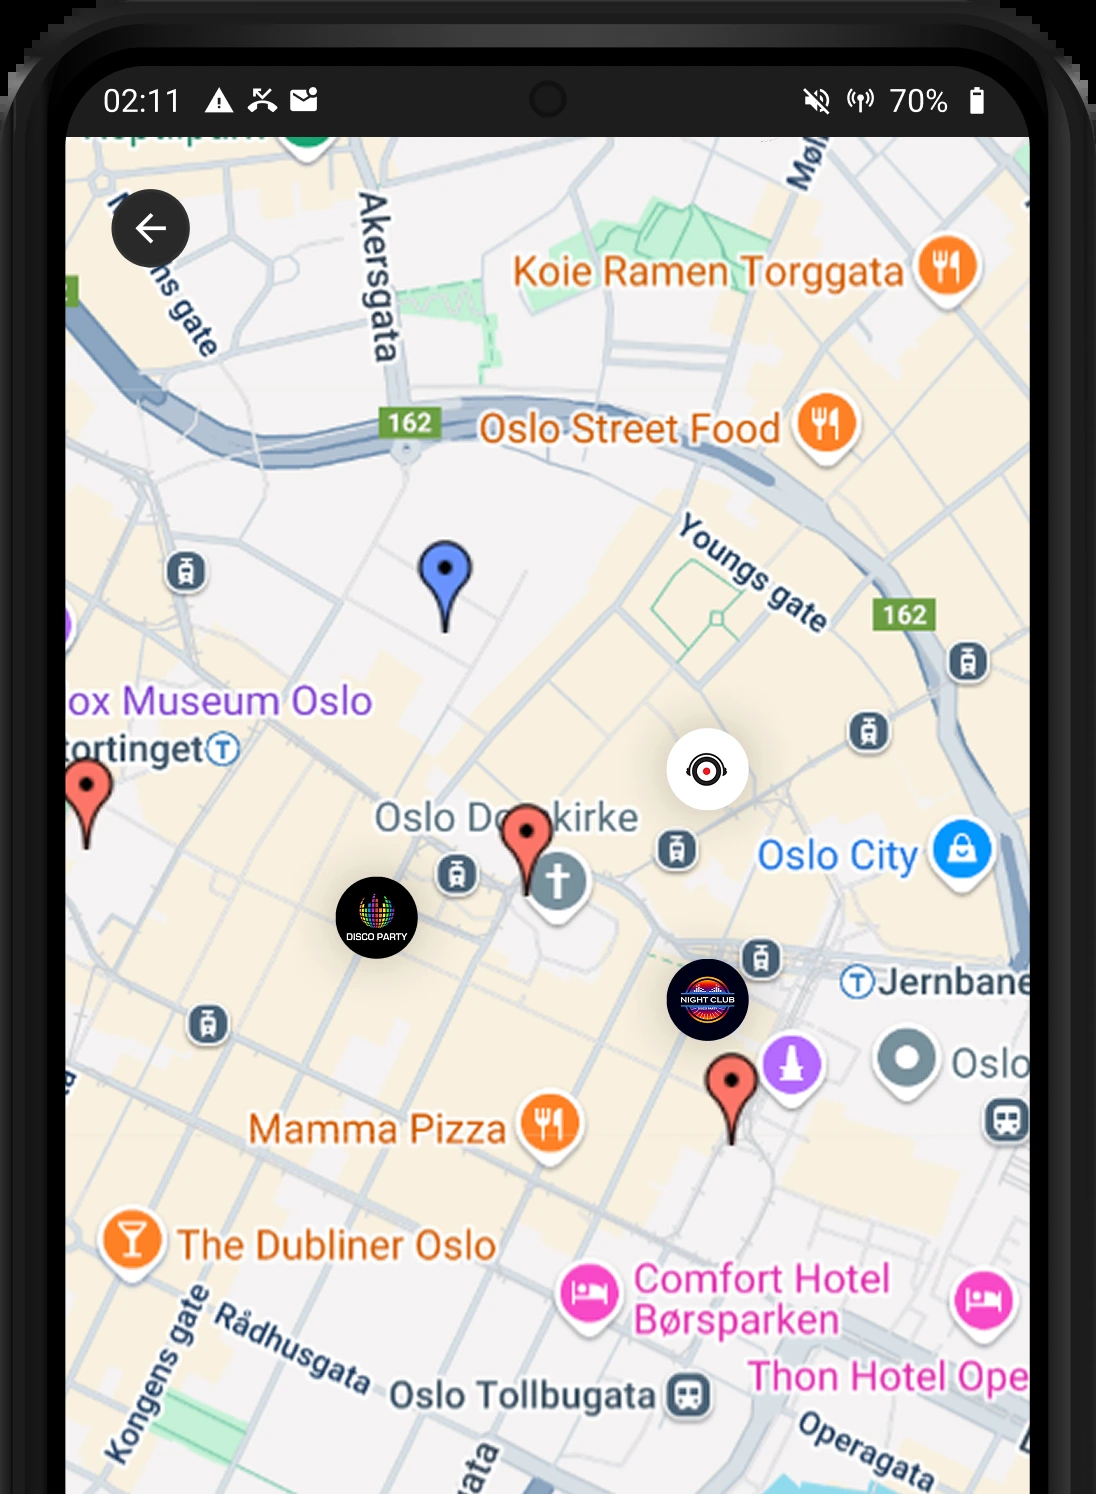 02:11
70%
Akersgata
Koie Ramen Torggata
ns gate
162
Oslo Street Food
Youngs gate
162
ox Museum Oslo
tortinget T
Oslo Do kirke
Oslo City
DISCO PARTY
T Jernbane
NIGHT CLUB
Oslo
Mamma Pizza
The Dubliner Oslo
Comfort Hotel
Børsparken
Kongens gate
Rådhusgata
Thon Hotel Ope
Oslo Tollbugata
Operagata
ata